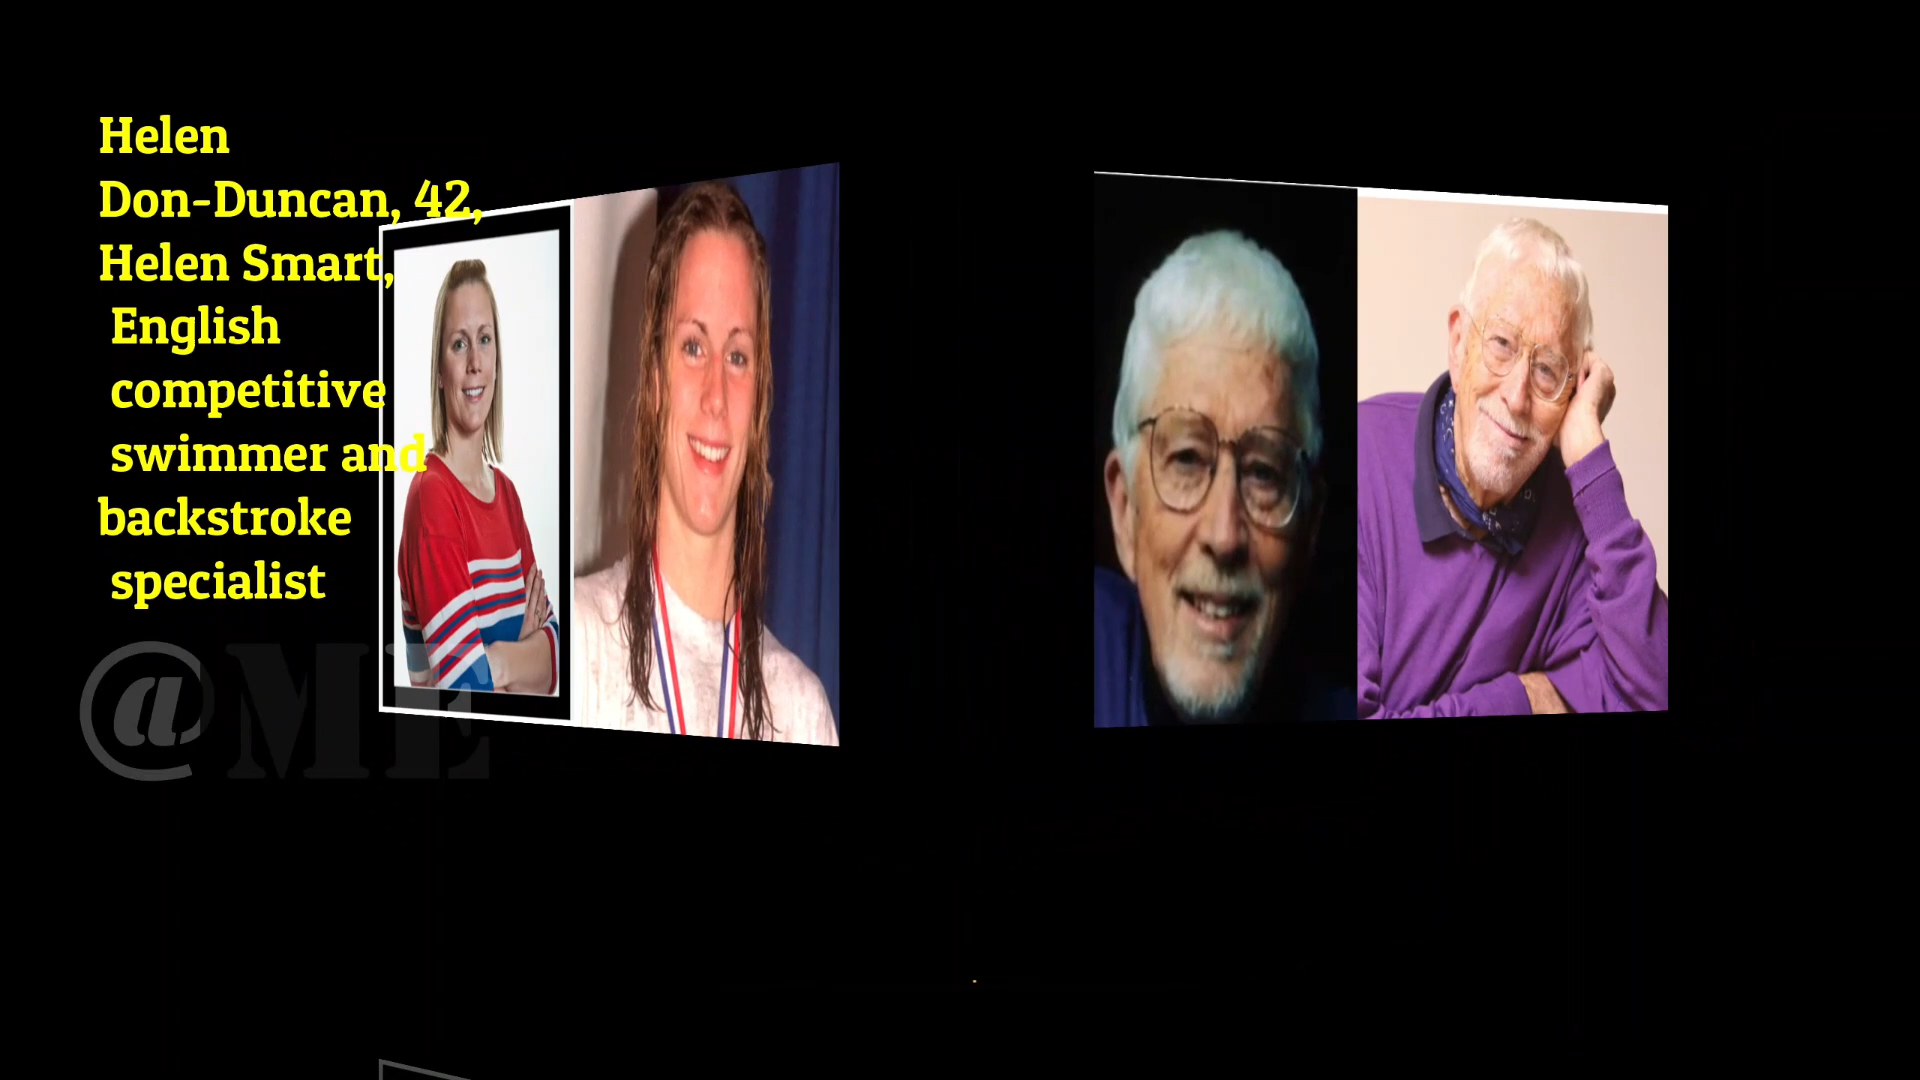 Helen
Don-Duncan, 42,
Helen Smart,
English
competitive
swimmer and
backstroke
specialist
@ME